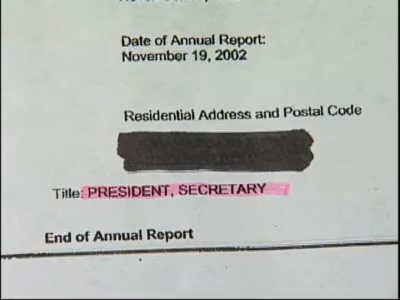 Date of Annual Report:
November 19, 2002
Residential Address and Postal Code
Title: PRESIDENT, SECRETARY
End of Annual Report